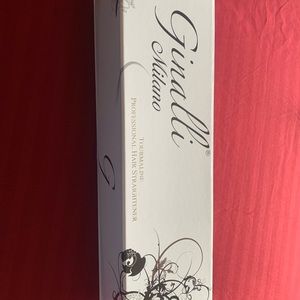 Ginalli®
Milano
TOURMALINE
PROFESSIONAL HAIR STRAIGHTENER
G